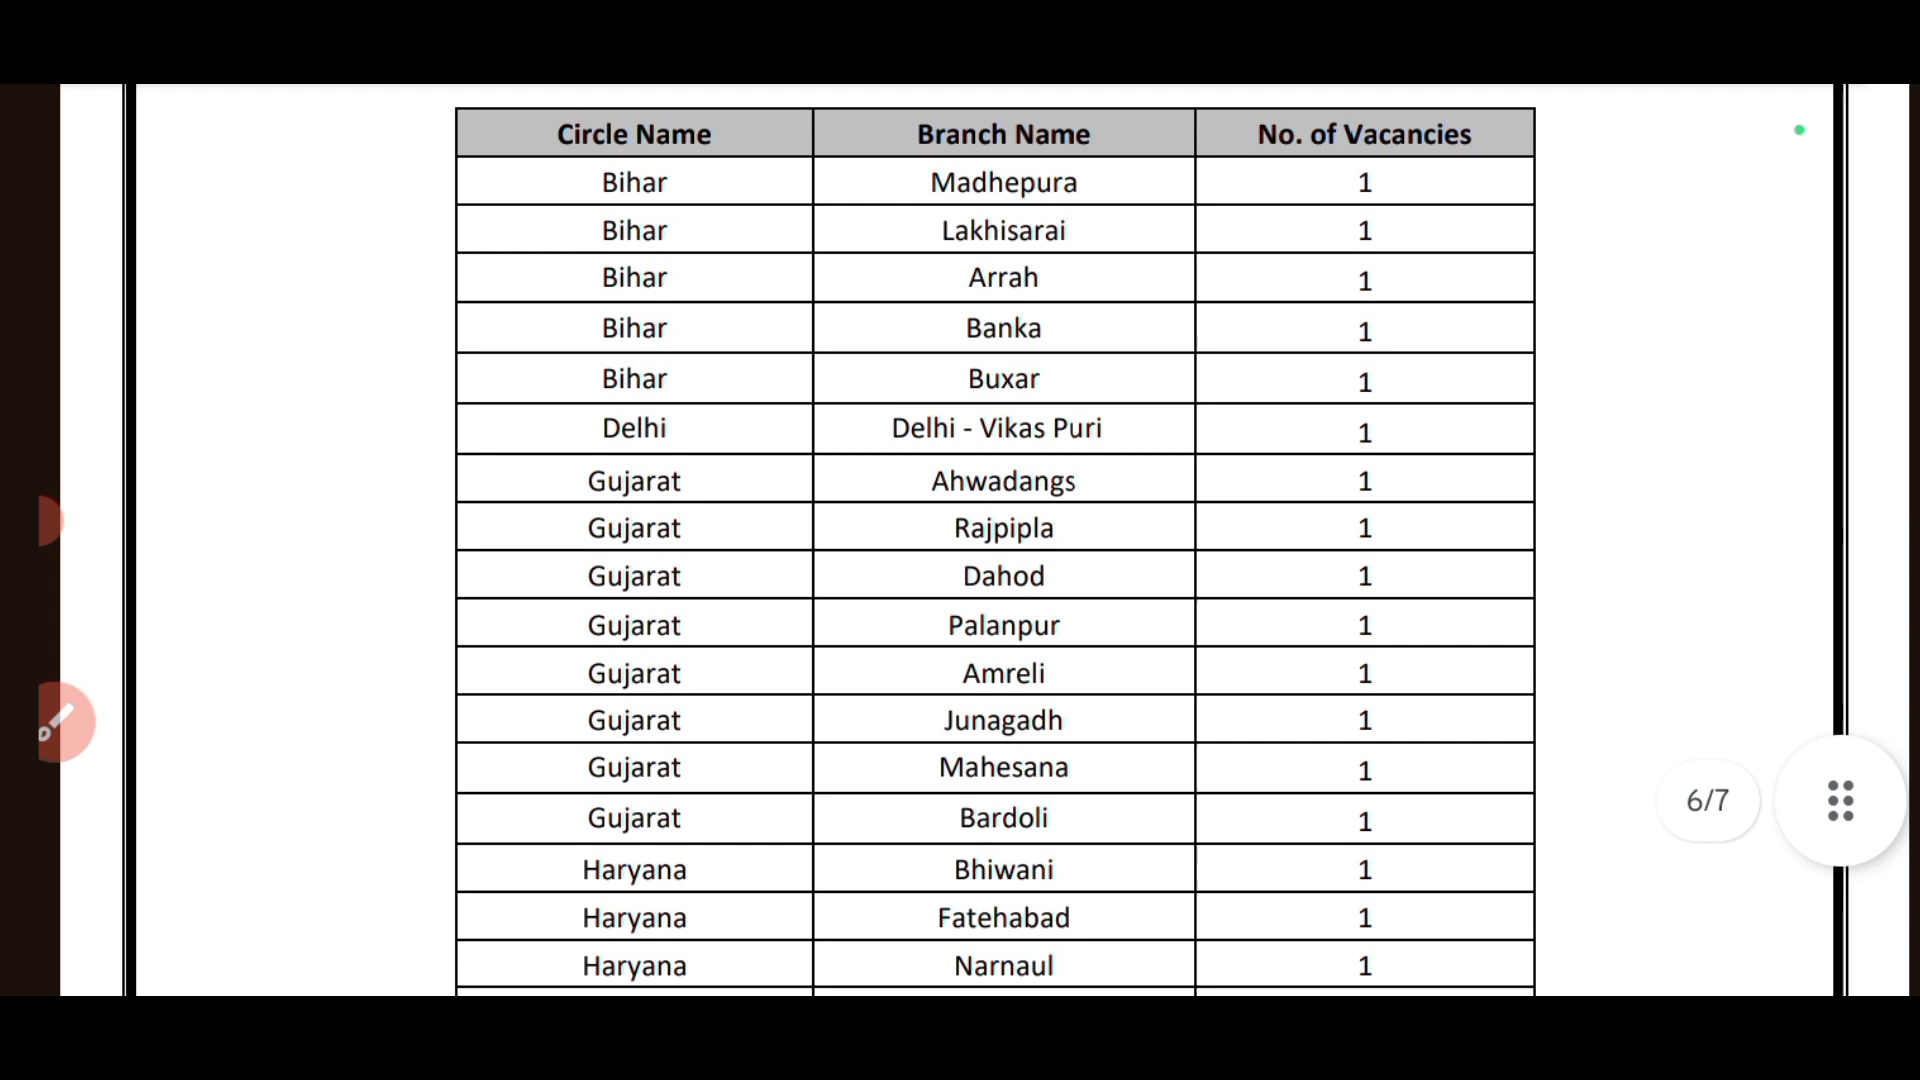 Circle Name Branch Name No. of Vacancies
Bihar Madhepura 1
Bihar Lakhisarai 1
Bihar Arrah 1
Bihar Banka 1
Bihar Buxar 1
Delhi Delhi - Vikas Puri 1
Gujarat Ahwadangs 1
Gujarat Rajpipla 1
Gujarat Dahod 1
Gujarat Palanpur 1
Gujarat Amreli 1
Gujarat Junagadh 1
Gujarat Mahesana 1
Gujarat Bardoli 1
Haryana Bhiwani 1
Haryana Fatehabad 1
Haryana Narnaul 1
6/7